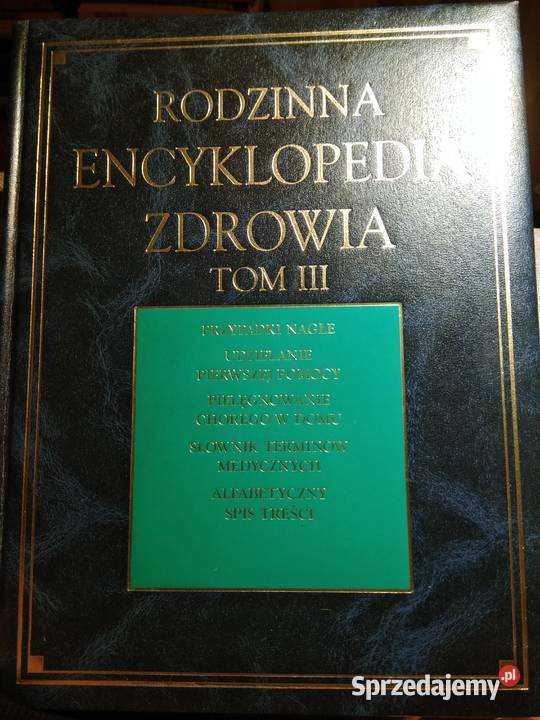 RODZINNA
ENCYKLOPEDIA
ZDROWIA
TOM III
PRZYPADKI NAGŁE
UDZIELANIE
PIERWSZEJ POMOCY
PIELĘGNOWANIE
CHOREGO W DOMU
SŁOWNIK TERMINÓW
MEDYCZNYCH
ALFABETYCZNY
SPIS TREŚCI
Sprzedajemy.pl